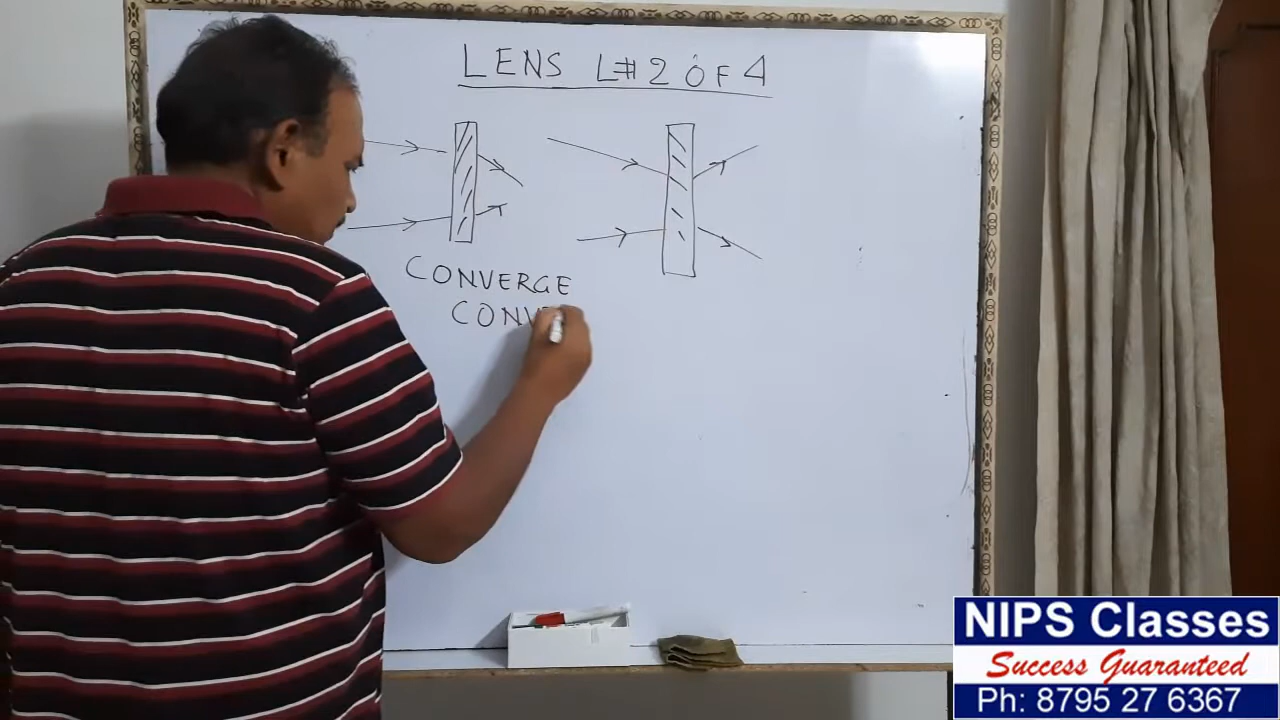 LENS L#2 OF 4
CONVERGE
CONV
NIPS Classes
Success Guaranteed
Ph: 8795 27 6367